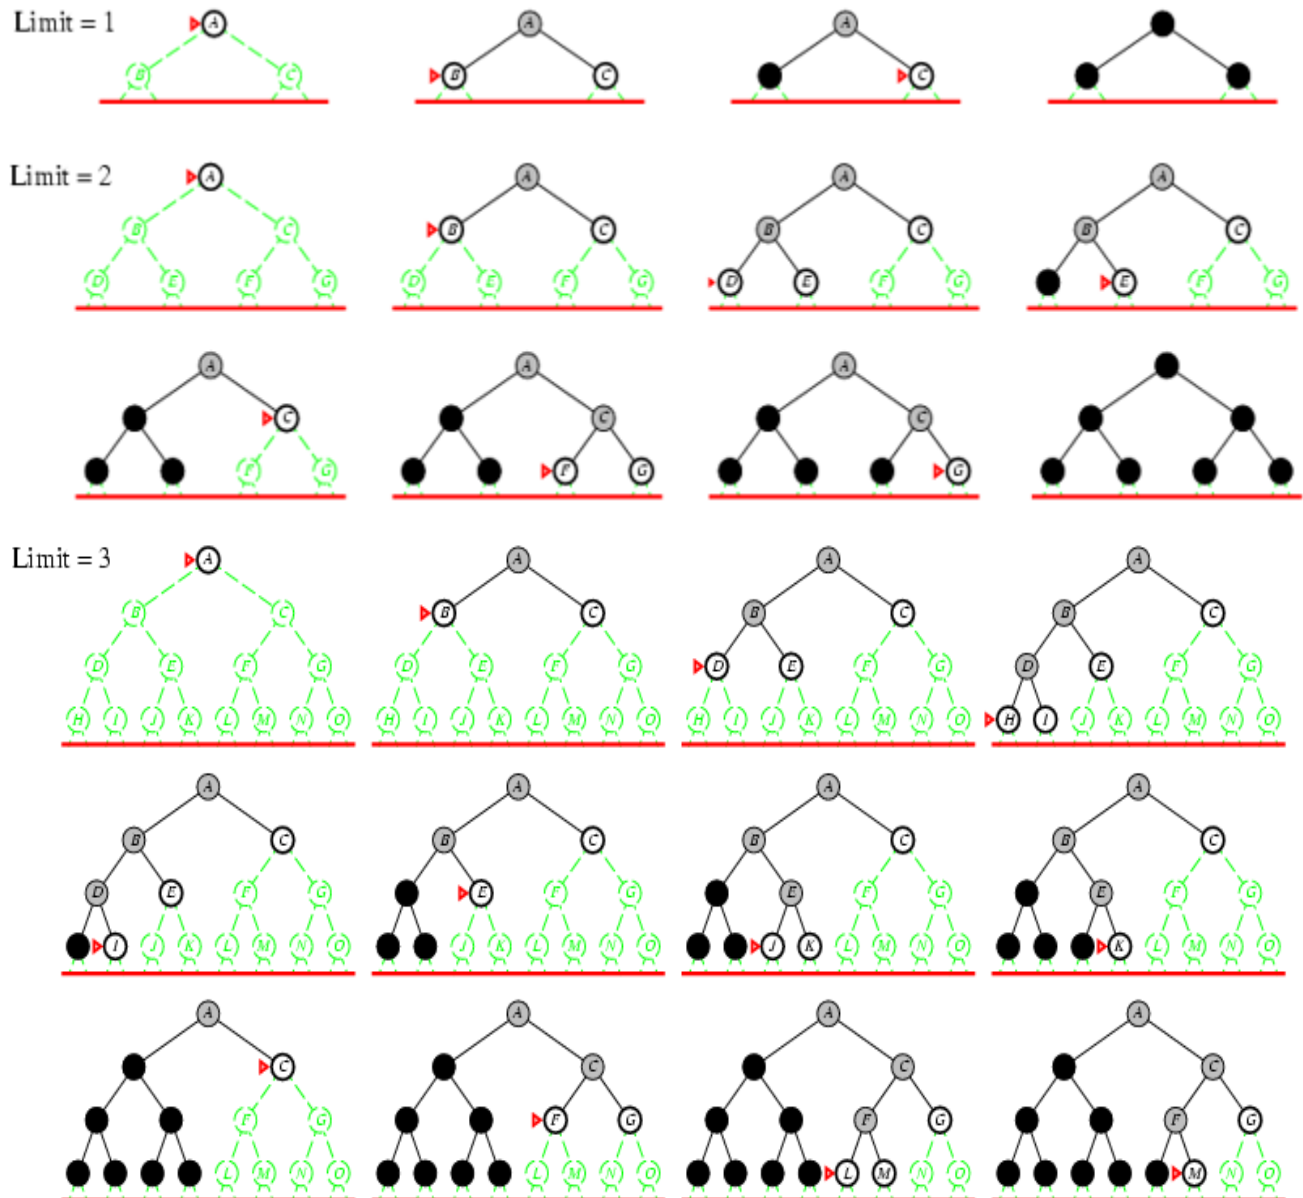 Limit = 1 A A A
B C B C C
Limit = 2 A A A A
B C B C B C B C
D E F G D E F G D E F G E F G
A A A
C C C
F G F G G
Limit = 3 A A A A
B C B C B C B C
D E F G D E F G D E F G D E F G
H I J K L M N O H I J K L M N O H I J K L M N O H I J K L M N O
A A A A
B C B C B C B C
D E F G E F G E F G E F G
I J K L M N O J K L M N O J K L M N O K L M N O
A A A A
C C C C
F G F G F G F G
L M N O L M N O L M N O M N O